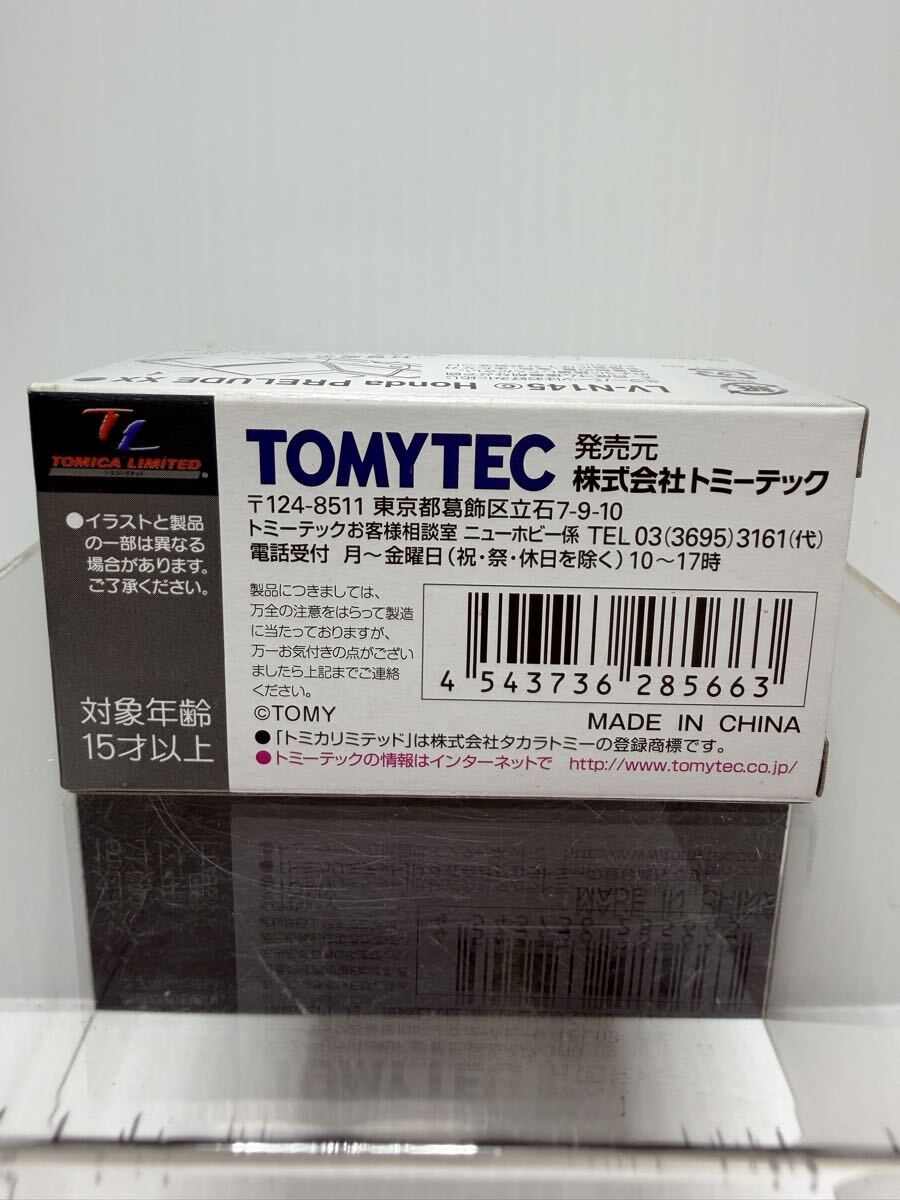 LV-N145ⓒ Honda PRELUDE XX●
TL
TOMICA LIMITED
●イラストと製品
の一部は異なる
場合があります。
ご了承ください。
対象年齢
15才以上
TOMYTEC 発売元
株式会社トミーテック
〒124-8511 東京都葛飾区立石7-9-10
トミーテックお客様相談室 ニューホビー係 TEL 03(3695)3161(代)
電話受付 月～金曜日(祝・祭・休日を除く)10～17時
製品につきましては、
万全の注意をはらって製造
に当たっておりますが、
万一お気付きの点がござい
ましたら上記までご連絡
ください。
4 543736 285663
©TOMY
MADE IN CHINA
●「トミカリミテッド」は株式会社タカラトミーの登録商標です。
●トミーテックの情報はインターネットで http://www.tomytec.co.jp/